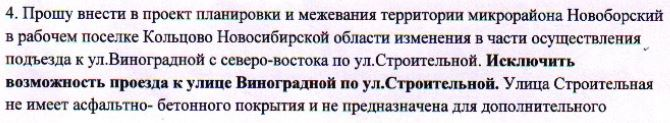 4. Прошу внести в проект планировки и межевания территории микрорайона Новоборский
в рабочем поселке Кольцово Новосибирской области изменения в части осуществления
подъезда к ул.Виноградной с северо-востока по ул.Строительной. Исключить
возможность проезда к улице Виноградной по ул.Строительной. Улица Строительная
не имеет асфальтно- бетонного покрытия и не предназначена для дополнительного